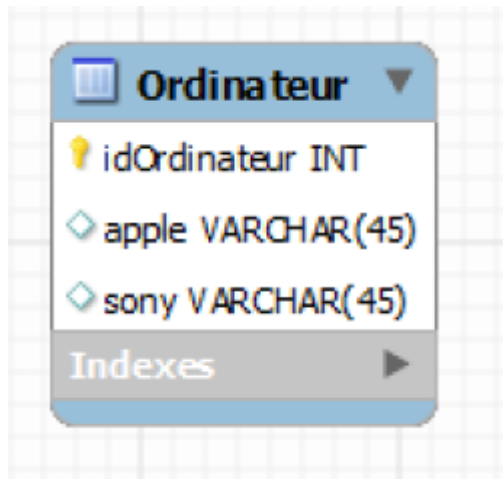 Ordinateur
idOrdinateur INT
apple VARCHAR(45)
sony VARCHAR(45)
Indexes